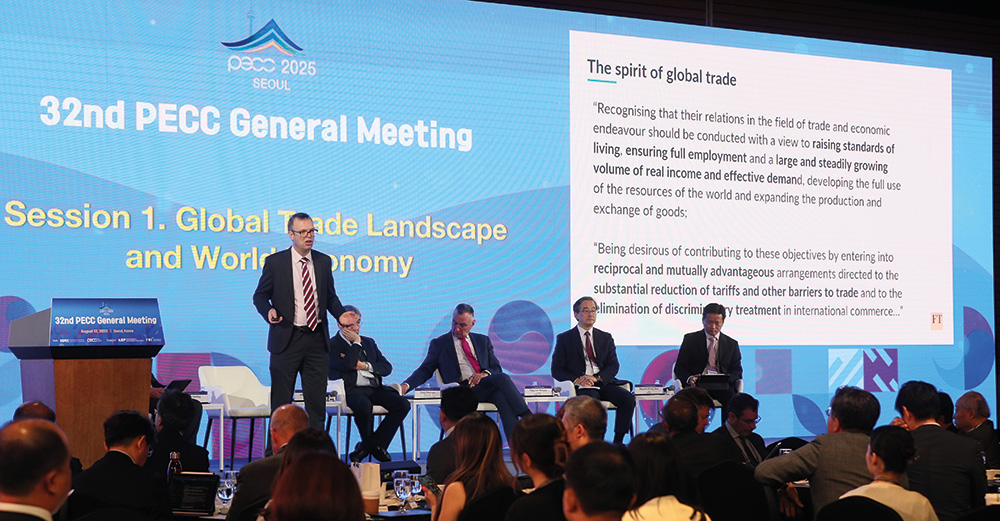 pecc 2025
SEOUL
32nd PECC General Meeting
Session 1. Global Trade Landscape
and World onomy
The spirit of global trade
“Recognising that their relations in the field of trade and economic
endeavour should be conducted with a view to raising standards of
living, ensuring full employment and a large and steadily growing
volume of real income and effective demand, developing the full use
of the resources of the world and expanding the production and
exchange of goods;
“Being desirous of contributing to these objectives by entering into
reciprocal and mutually advantageous arrangements directed to the
substantial reduction of tariffs and other barriers to trade and to the
elimination of discriminatory treatment in international commerce...”
FT
32nd PECC General Meeting